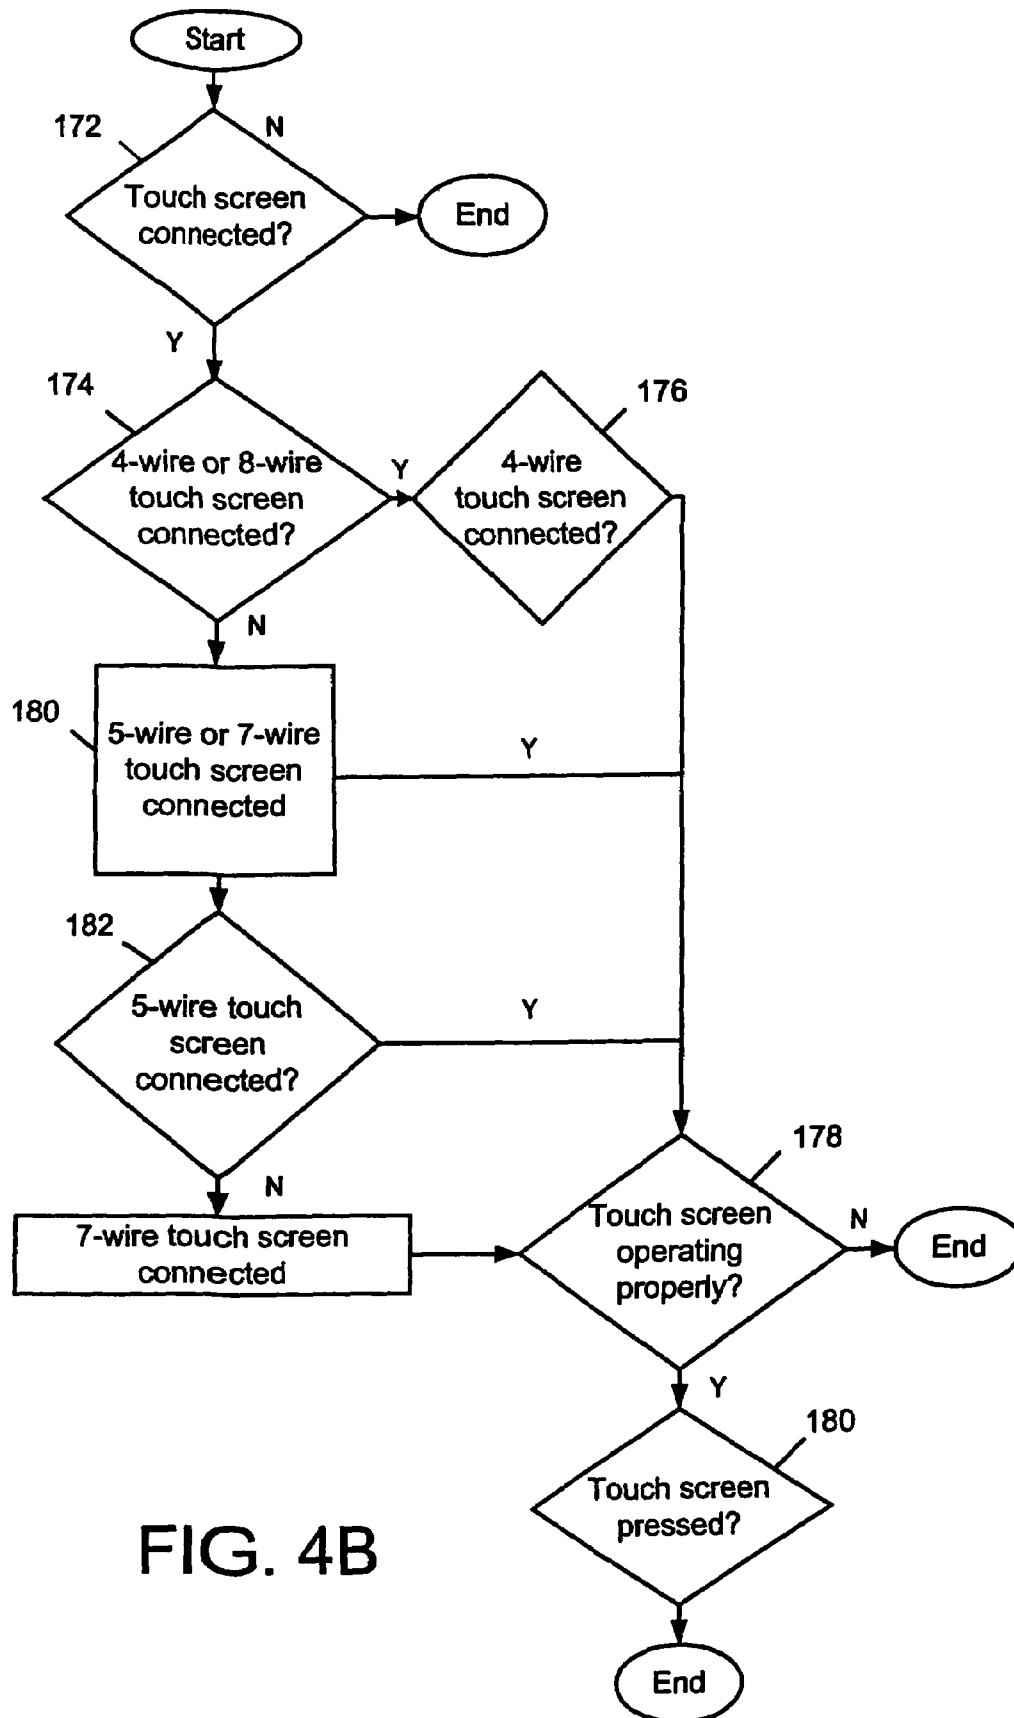 Start
172
N
Touch screen
connected?
End
Y
174
4-wire or 8-wire
touch screen
connected?
Y
176
4-wire
touch screen
connected?
N
180
5-wire or 7-wire
touch screen
connected
Y
182
5-wire touch
screen
connected?
Y
N
7-wire touch screen
connected
178
Touch screen
operating
properly?
N
End
Y
180
Touch screen
pressed?
End
FIG. 4B